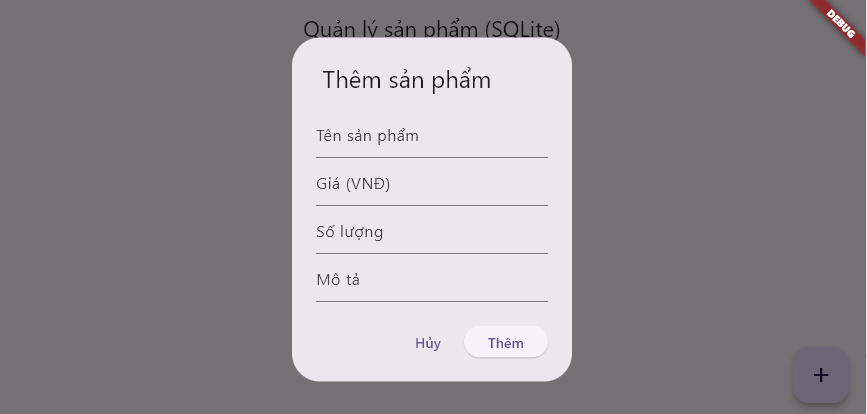 Quản lý sản phẩm (SQLite)
DEBUG
Thêm sản phẩm
Tên sản phẩm
Giá (VNĐ)
Số lượng
Mô tả
Hủy
Thêm
+